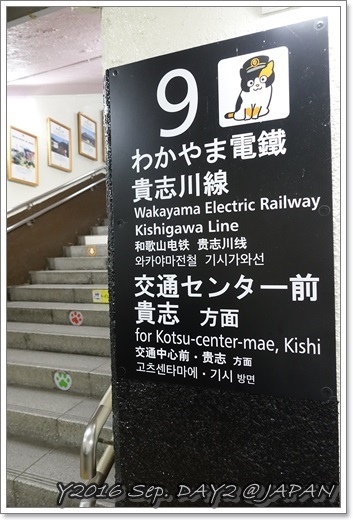 9
わかやま電鐵
貴志川線
Wakayama Electric Railway
Kishigawa Line
和歌山电铁 贵志川线
와카야마전철 기시가와선
交通センター前
貴志 方面
for Kotsu-center-mae, Kishi
交通中心前・贵志 方面
고츠센타마에・기시 방면
Y2016 Sep. DAY2 @JAPAN